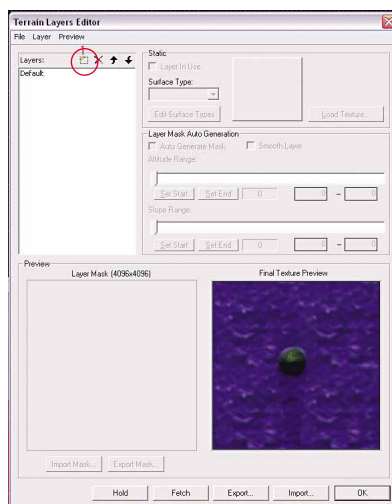 Terrain Layers Editor
File Layer Preview
1
Layers:
Default
Static
Layer In Use
Surface Type:
Edit Surface Types
Load Texture...
Layer Mask Auto Generation
Auto Generate Mask
Smooth Layer
Altitude Range:
Set Start Set End 0 0 - 0
Slope Range:
Set Start Set End 0 0 - 0
Preview
Layer Mask (4096x4096)
Final Texture Preview
Import Mask... Export Mask...
Hold Fetch Export... Import... OK